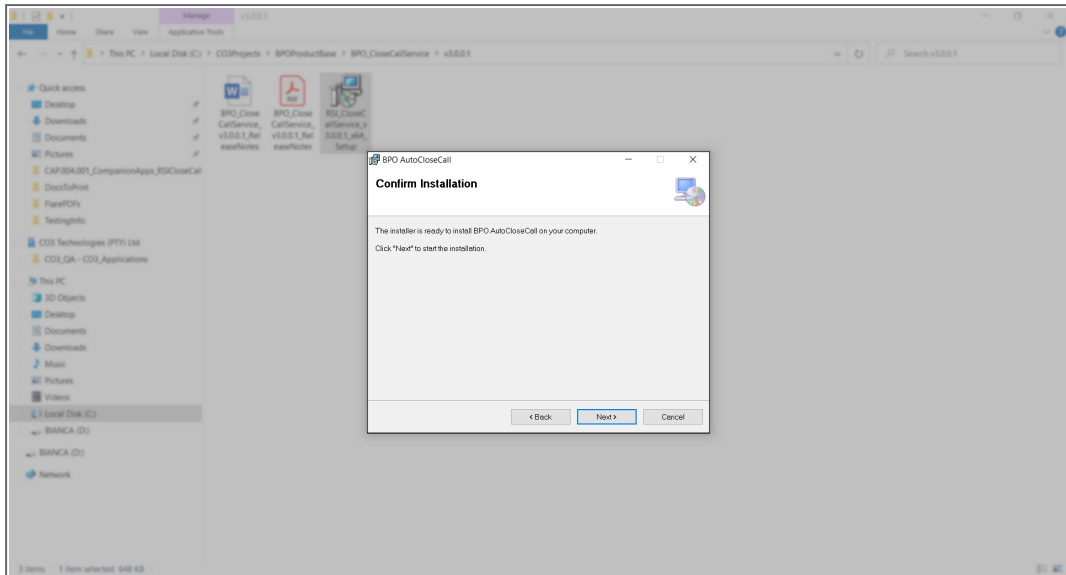 Manage v3.0.0.1
File Home Share View Application Tools
This PC > Local Disk (C:) > CO3Projects > BPOProductBase > BPO_CloseCallService > v3.0.0.1
Search v3.0.0.1
Quick access
Desktop
Downloads
Documents
Pictures
CAP.004.001_CompanionApps_RSICloseCal
DocsToPrint
FlarePDFs
TestingInfo
CO3 Technologies (PTY) Ltd
CO3_QA - CO3_Applications
This PC
3D Objects
Desktop
Documents
Downloads
Music
Pictures
Videos
Local Disk (C:)
BIANCA (D:)
BIANCA (D:)
Network
BPO_Close
CallService_
v3.0.0.1_Rel
easeNotes
PDF
BPO_Close
CallService_
v3.0.0.1_Rel
easeNotes
RSI_CloseC
allService_v
3.0.0.1_x64_
Setup
BPO AutoCloseCall
Confirm Installation
The installer is ready to install BPO AutoCloseCall on your computer.
Click "Next" to start the installation.
< Back Next > Cancel
3 items 1 item selected 648 KB